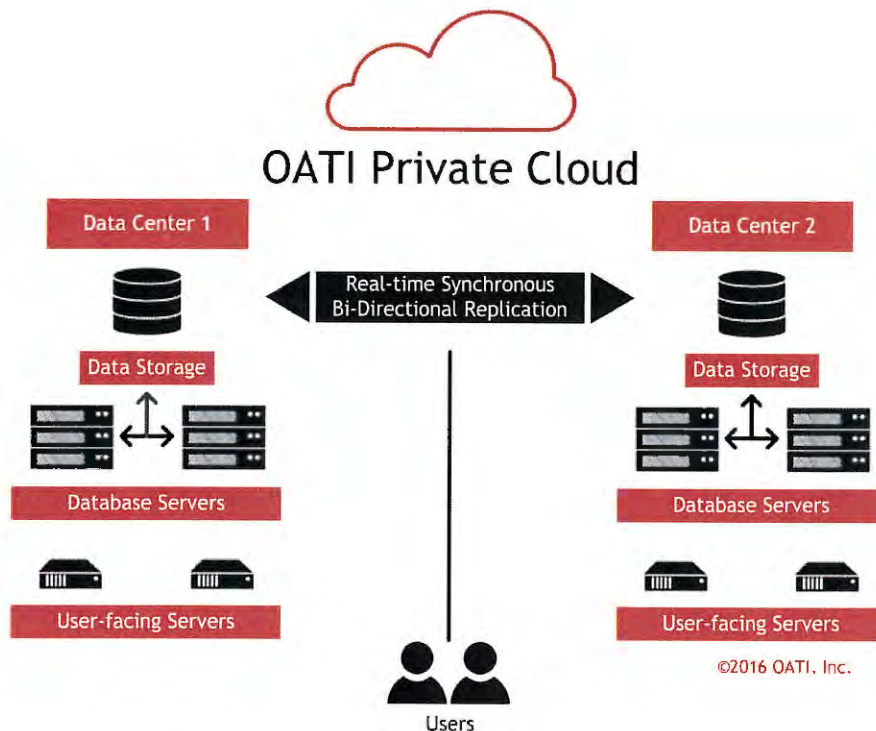 OATI Private Cloud
Data Center 1
Data Center 2
Real-time Synchronous
Bi-Directional Replication
Data Storage
Data Storage
Database Servers
Database Servers
User-facing Servers
User-facing Servers
©2016 OATI, Inc.
Users